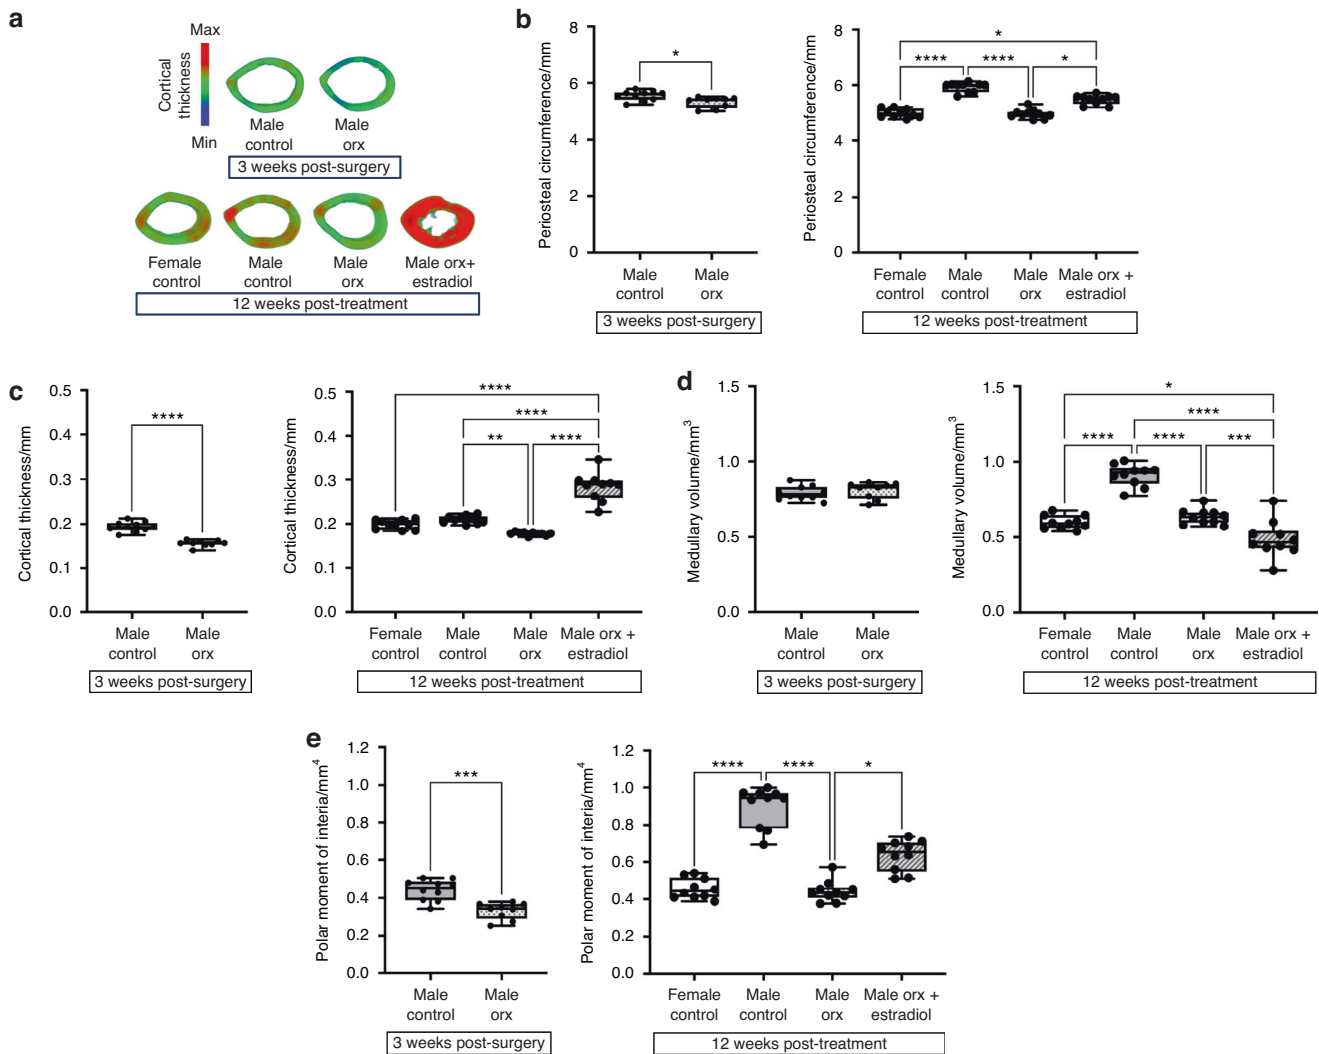 a
Max
Cortical
thickness
Min
Male
control
Male
orx
3 weeks post-surgery
Female
control
Male
control
Male
orx
Male orx+
estradiol
12 weeks post-treatment
b
Periosteal circumference/mm
8
6
4
2
0
*
Male
control
Male
orx
3 weeks post-surgery
Periosteal circumference/mm
8
6
4
2
0
*
**** **** *
Female
control
Male
control
Male
orx
Male orx +
estradiol
12 weeks post-treatment
c
Cortical thickness/mm
0.5
0.4
0.3
0.2
0.1
0.0
****
Male
control
Male
orx
3 weeks post-surgery
Cortical thickness/mm
0.5
0.4
0.3
0.2
0.1
0.0
****
****
** ****
Female
control
Male
control
Male
orx
Male orx +
estradiol
12 weeks post-treatment
d
Medullary volume/mm³
1.5
1.0
0.5
0.0
Male
control
Male
orx
3 weeks post-surgery
Medullary volume/mm³
1.5
1.0
0.5
0.0
*
****
**** **** ***
Female
control
Male
control
Male
orx
Male orx +
estradiol
12 weeks post-treatment
e
Polar moment of interia/mm⁴
1.2
1.0
0.8
0.6
0.4
0.2
0.0
***
Male
control
Male
orx
3 weeks post-surgery
Polar moment of interia/mm⁴
1.2
1.0
0.8
0.6
0.4
0.2
0.0
**** **** *
Female
control
Male
control
Male
orx
Male orx +
estradiol
12 weeks post-treatment